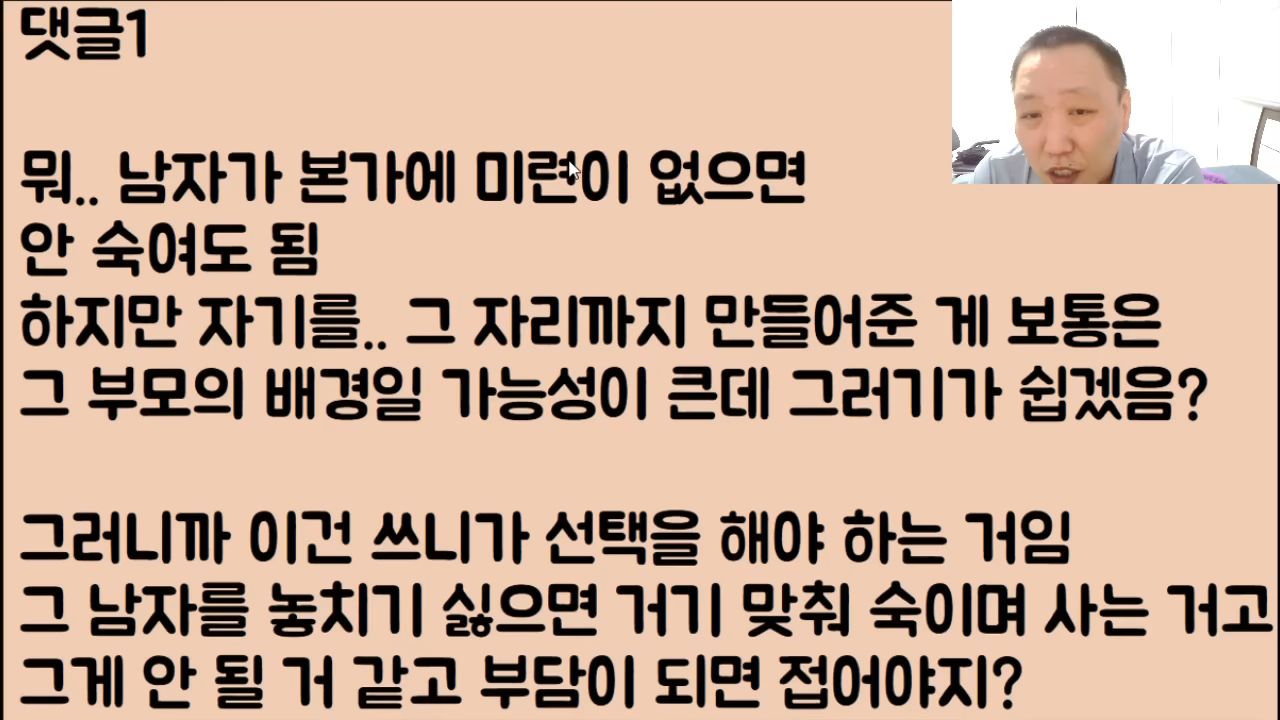 댓글1
뭐.. 남자가 본가에 미련이 없으면
안 숙여도 됨
하지만 자기를.. 그 자리까지 만들어준 게 보통은
그 부모의 배경일 가능성이 큰데 그러기가 쉽겠음?
그러니까 이건 쓰니가 선택을 해야 하는 거임
그 남자를 놓치기 싫으면 거기 맞춰 숙이며 사는 거고
그게 안 될 거 같고 부담이 되면 접어야지?